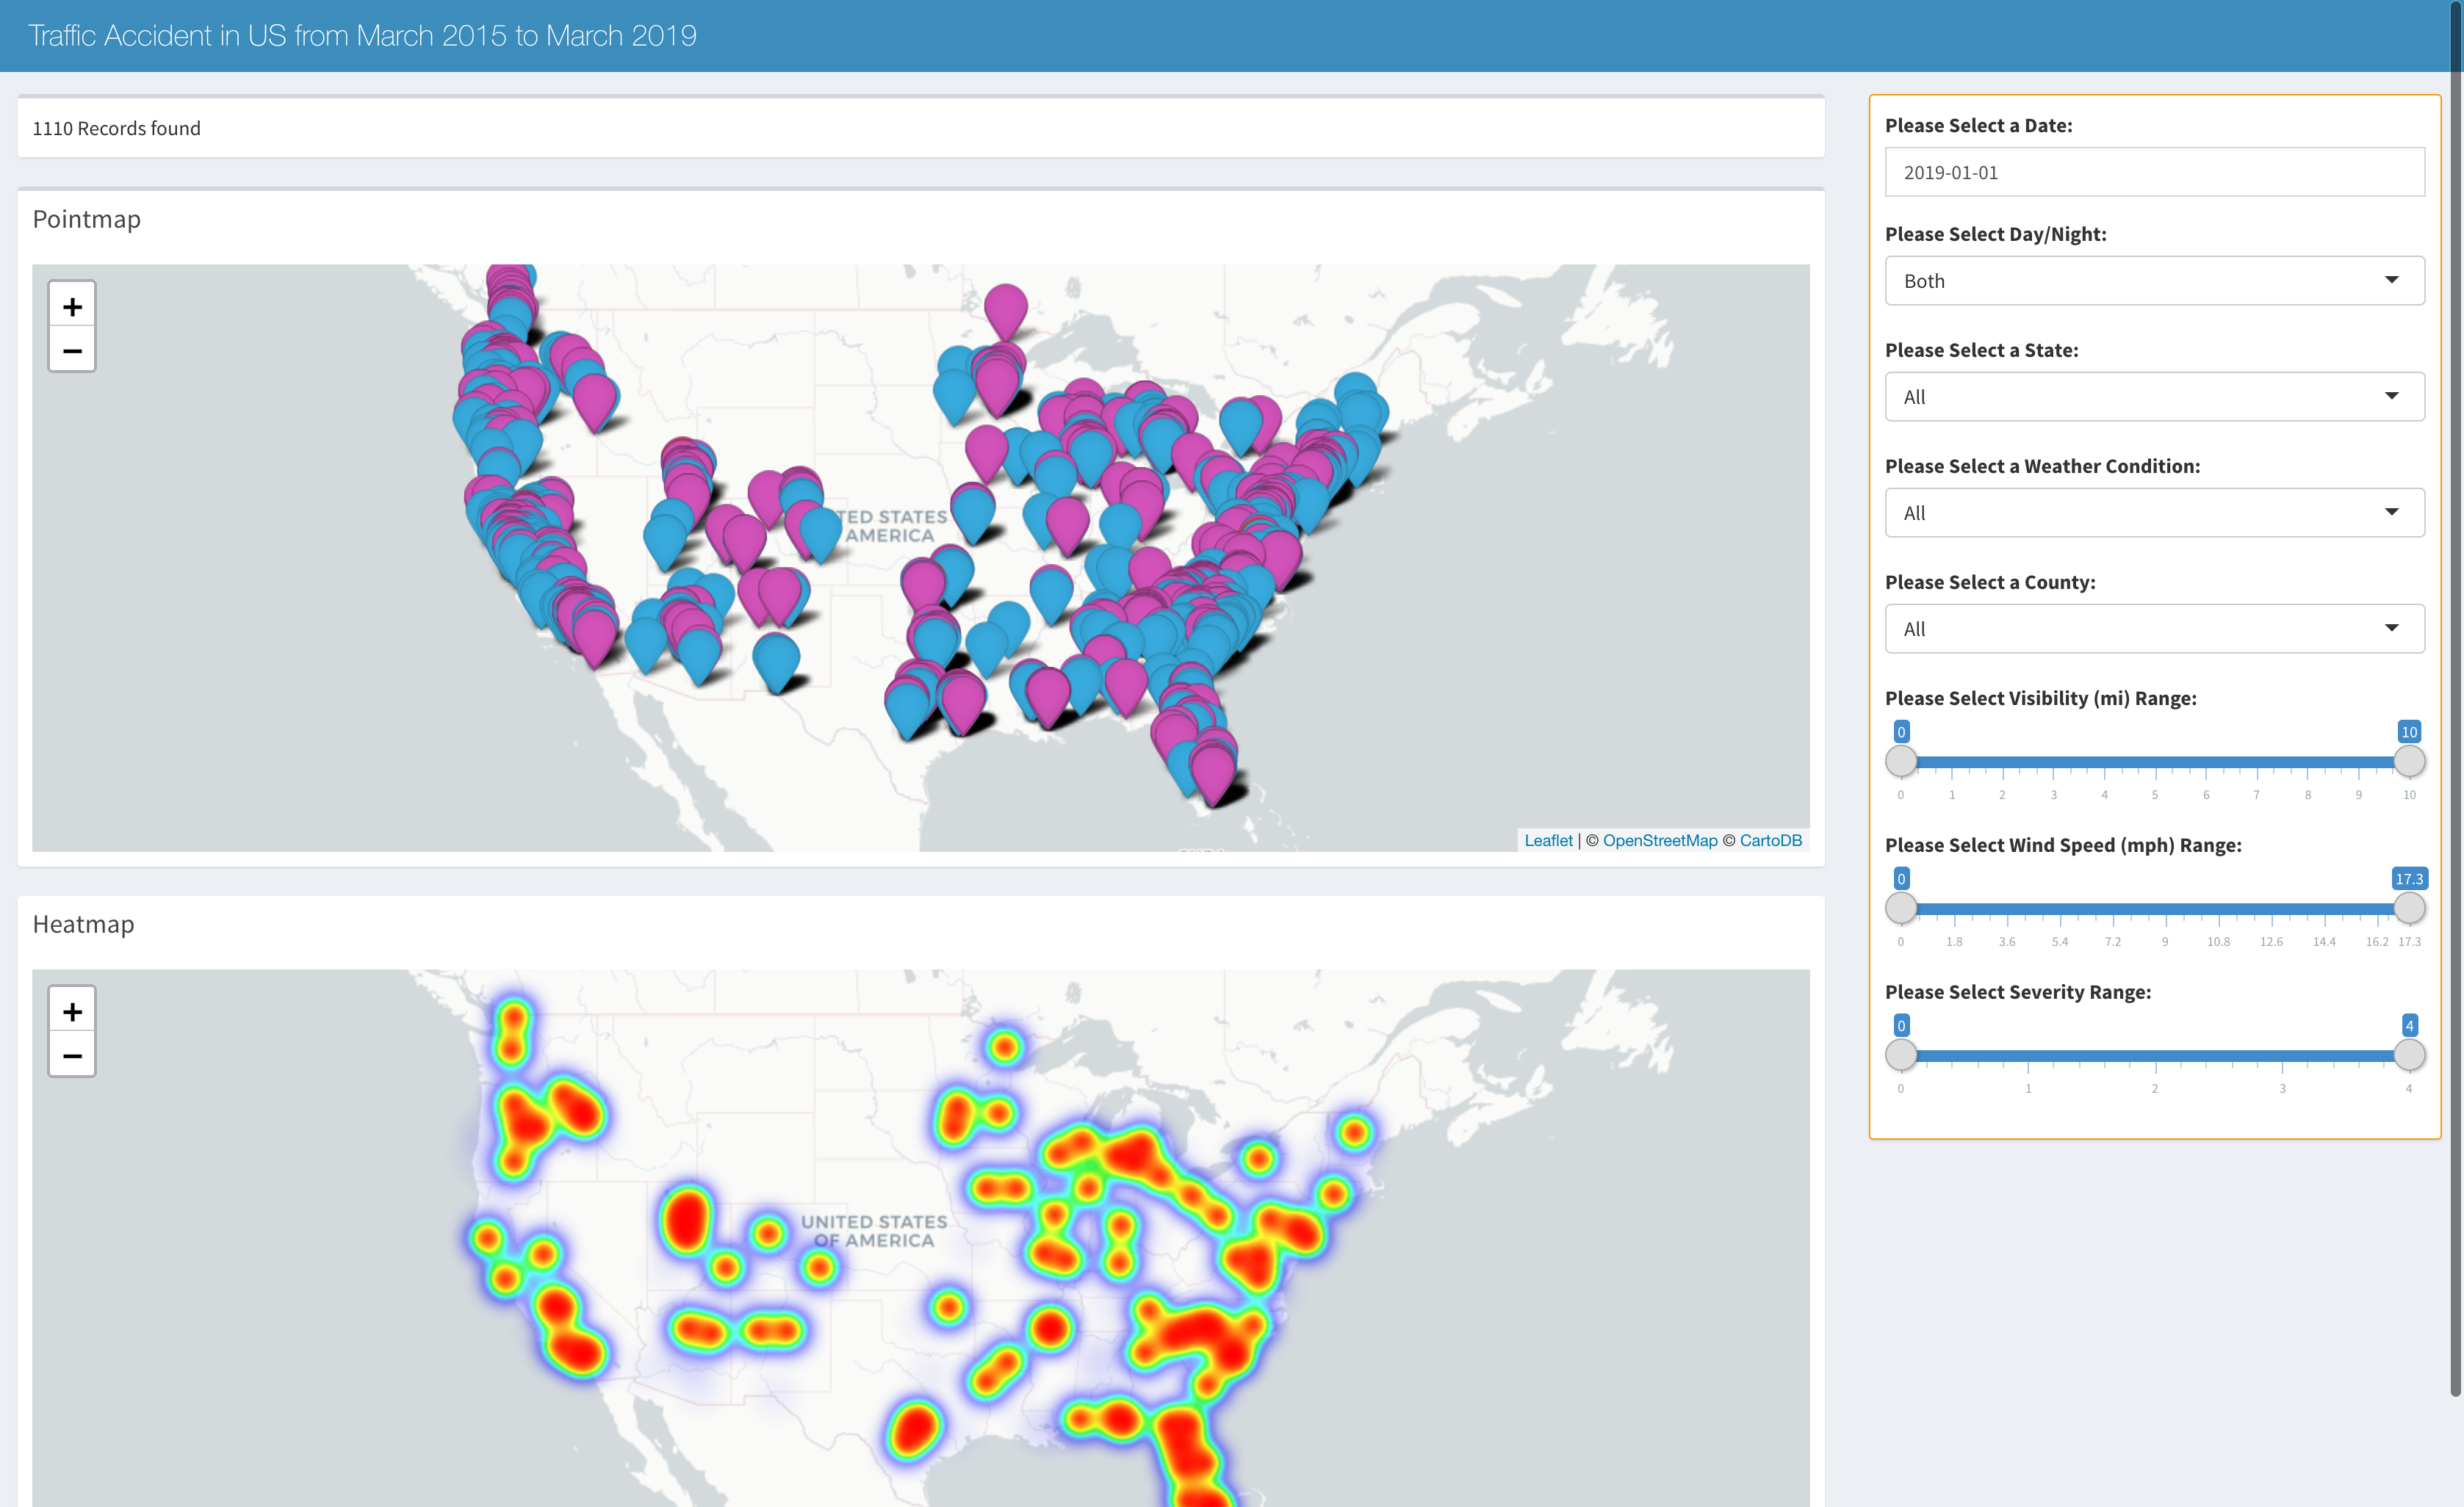 Traffic Accident in US from March 2015 to March 2019
1110 Records found
Pointmap
+
−
TED STATES
AMERICA
Leaflet | © OpenStreetMap © CartoDB
Heatmap
+
−
UNITED STATES
OF AMERICA
Please Select a Date:
2019-01-01
Please Select Day/Night:
Both
Please Select a State:
All
Please Select a Weather Condition:
All
Please Select a County:
All
Please Select Visibility (mi) Range:
0 10
0 1 2 3 4 5 6 7 8 9 10
Please Select Wind Speed (mph) Range:
0 17.3
0 1.8 3.6 5.4 7.2 9 10.8 12.6 14.4 16.2 17.3
Please Select Severity Range:
0 4
0 1 2 3 4